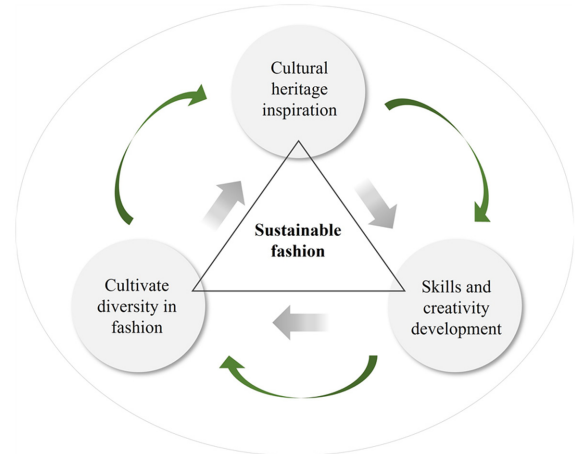 Cultural
heritage
inspiration
Sustainable
fashion
Cultivate
diversity in
fashion
Skills and
creativity
development